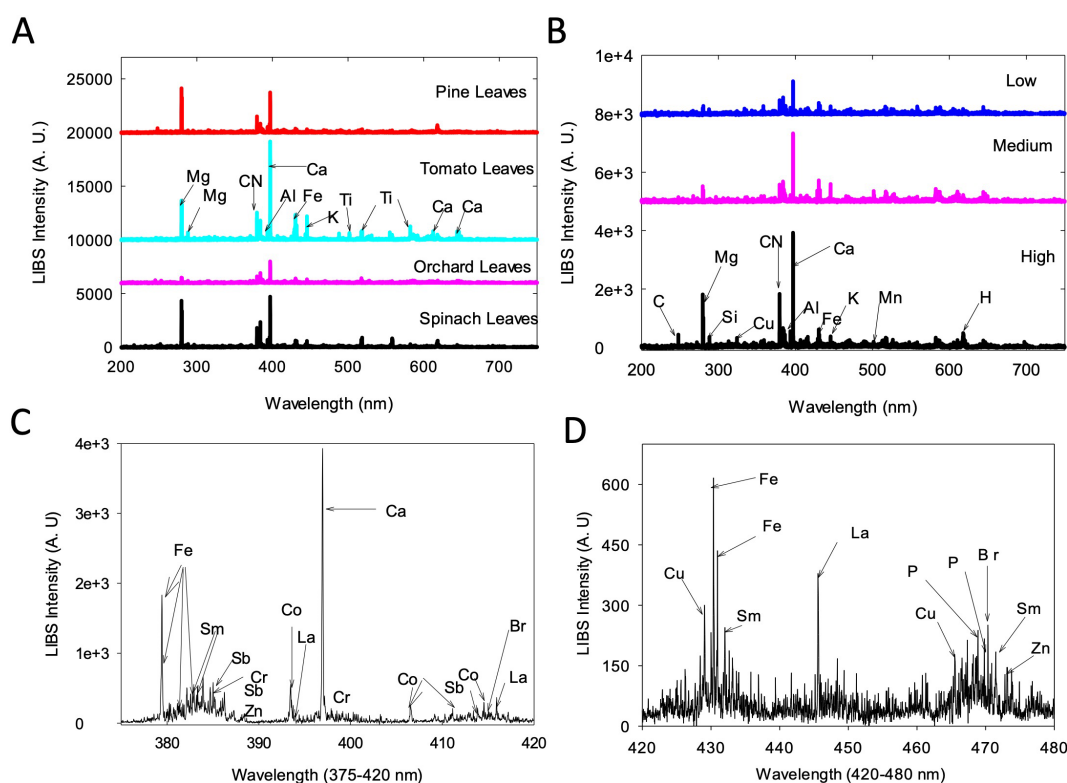 A
25000
20000
15000
10000
5000
0
LIBS Intensity (A. U.)
Pine Leaves
Tomato Leaves
Orchard Leaves
Spinach Leaves
Mg
Mg
CN
Ca
Al
Fe
K
Ti
Ti
Ca
Ca
200 300 400 500 600 700
Wavelength (nm)
B
1e+4
8e+3
6e+3
4e+3
2e+3
0
LIBS Intensity (A. U.)
Low
Medium
High
C
Mg
Si
Cu
CN
Ca
Al
Fe
K
Mn
H
200 300 400 500 600 700
Wavelength (nm)
C
4e+3
3e+3
2e+3
1e+3
0
LIBS Intensity (A. U)
Fe
Sm
Sb
Cr
Sb
Zn
Co
La
Ca
Cr
Co
Sb
Co
Br
La
380 390 400 410 420
Wavelength (375-420 nm)
D
600
450
300
150
0
LIBS Intensity (A. U)
Fe
Fe
Cu
Sm
La
Cu
P
P
B r
Sm
Zn
420 430 440 450 460 470 480
Wavelength (420-480 nm)